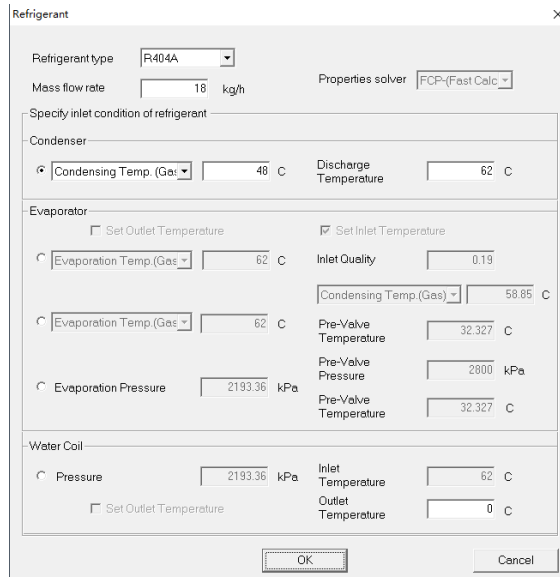 Refrigerant
Refrigerant type R404A
Mass flow rate 18 kg/h Properties solver FCP-(Fast Calc
Specify inlet condition of refrigerant
Condenser
Condensing Temp. (Gas 48 C Discharge Temperature 62 C
Evaporator
Set Outlet Temperature Set Inlet Temperature
Evaporation Temp.(Gas 62 C Inlet Quality 0.19
Condensing Temp.(Gas) 58.85 C
Evaporation Temp.(Gas 62 C Pre-Valve Temperature 32.327 C
Pre-Valve Pressure 2800 kPa
Evaporation Pressure 2193.36 kPa
Pre-Valve Temperature 32.327 C
Water Coil
Pressure 2193.36 kPa Inlet Temperature 62 C
Set Outlet Temperature Outlet Temperature 0 C
OK Cancel